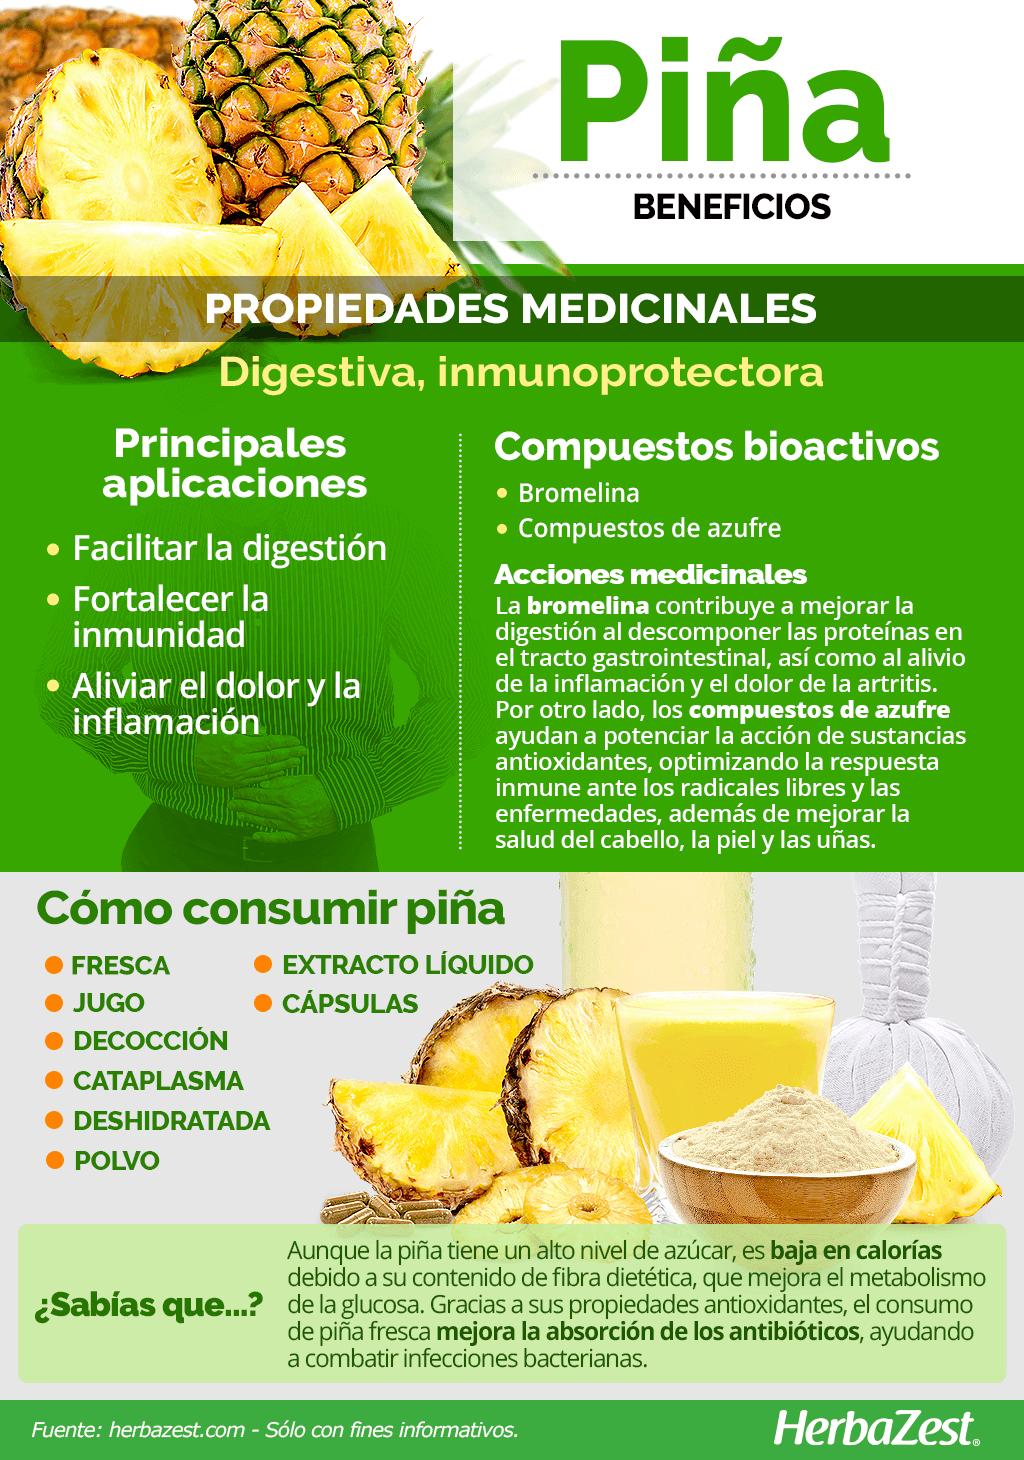 Piña
BENEFICIOS
PROPIEDADES MEDICINALES
Digestiva, inmunoprotectora
Principales
aplicaciones
• Facilitar la digestión
• Fortalecer la
inmunidad
• Aliviar el dolor y la
inflamación
Compuestos bioactivos
• Bromelina
• Compuestos de azufre
Acciones medicinales
La bromelina contribuye a mejorar la
digestión al descomponer las proteínas en
el tracto gastrointestinal, así como al alivio
de la inflamación y el dolor de la artritis.
Por otro lado, los compuestos de azufre
ayudan a potenciar la acción de sustancias
antioxidantes, optimizando la respuesta
inmune ante los radicales libres y las
enfermedades, además de mejorar la
salud del cabello, la piel y las uñas.
Cómo consumir piña
• FRESCA
• JUGO
• DECOCCIÓN
• CATAPLASMA
• DESHIDRATADA
• POLVO
• EXTRACTO LÍQUIDO
• CÁPSULAS
¿Sabías que...?
Aunque la piña tiene un alto nivel de azúcar, es baja en calorías
debido a su contenido de fibra dietética, que mejora el metabolismo
de la glucosa. Gracias a sus propiedades antioxidantes, el consumo
de piña fresca mejora la absorción de los antibióticos, ayudando
a combatir infecciones bacterianas.
Fuente: herbazest.com - Sólo con fines informativos.
HerbaZest®